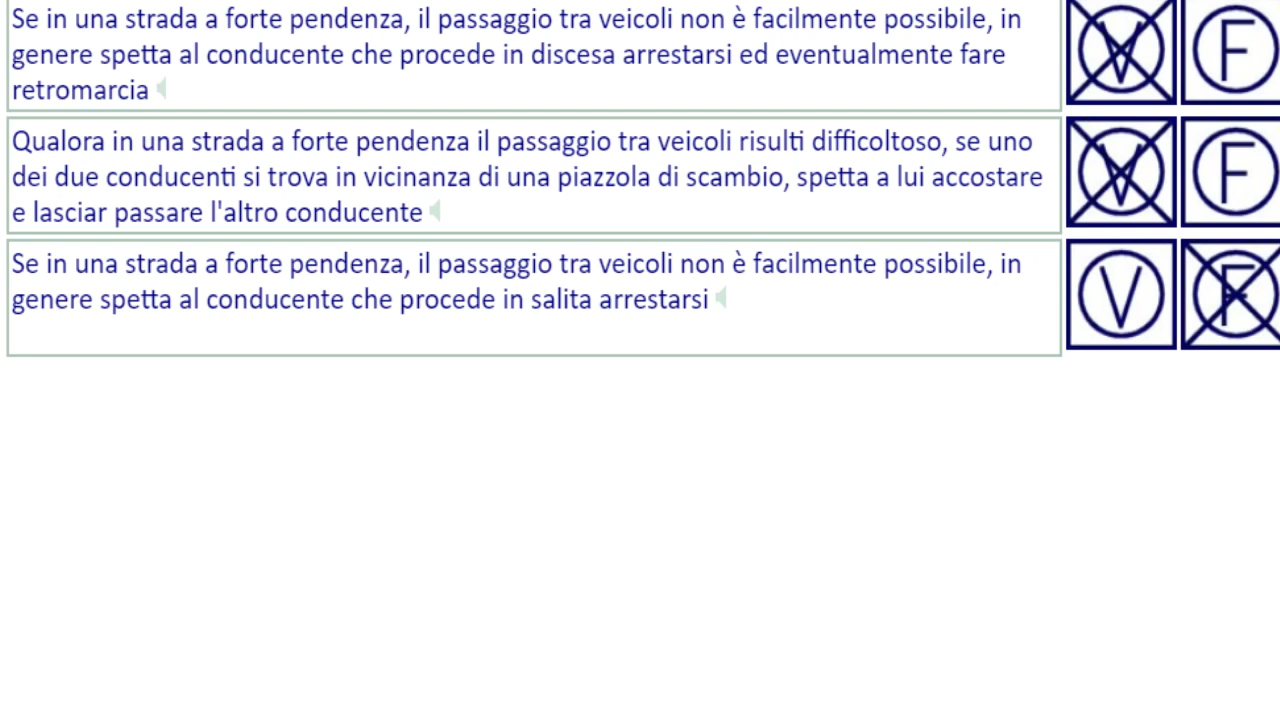 Se in una strada a forte pendenza, il passaggio tra veicoli non è facilmente possibile, in
genere spetta al conducente che procede in discesa arrestarsi ed eventualmente fare
retromarcia
V F
Qualora in una strada a forte pendenza il passaggio tra veicoli risulti difficoltoso, se uno
dei due conducenti si trova in vicinanza di una piazzola di scambio, spetta a lui accostare
e lasciar passare l'altro conducente
V F
Se in una strada a forte pendenza, il passaggio tra veicoli non è facilmente possibile, in
genere spetta al conducente che procede in salita arrestarsi
V F